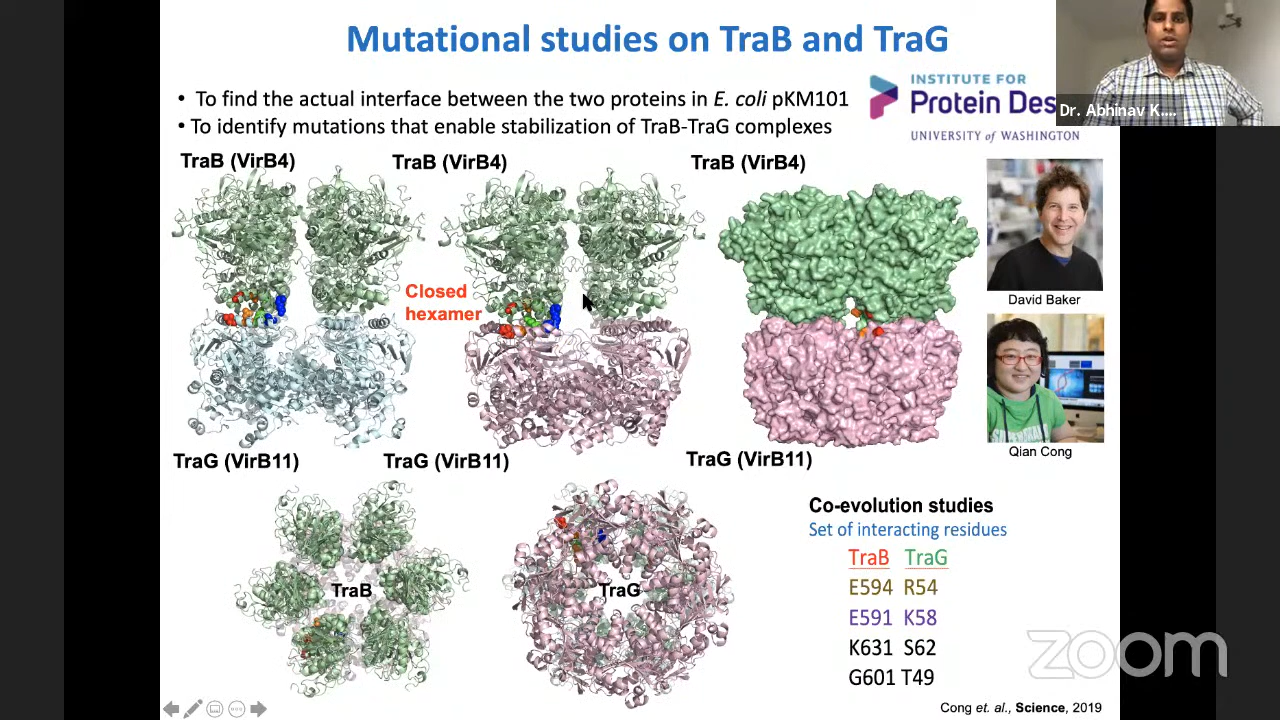 Mutational studies on TraB and TraG
• To find the actual interface between the two proteins in E. coli pKM101
• To identify mutations that enable stabilization of TraB-TraG complexes
INSTITUTE FOR
Protein Des
UNIVERSITY of WASHINGTON
Dr. Abhinav K....
TraB (VirB4)
TraB (VirB4)
TraB (VirB4)
Closed
hexamer
David Baker
Qian Cong
TraG (VirB11)
TraG (VirB11)
TraG (VirB11)
TraB
TraG
Co-evolution studies
Set of interacting residues
TraB TraG
E594 R54
E591 K58
K631 S62
G601 T49
zoom
Cong et. al., Science, 2019